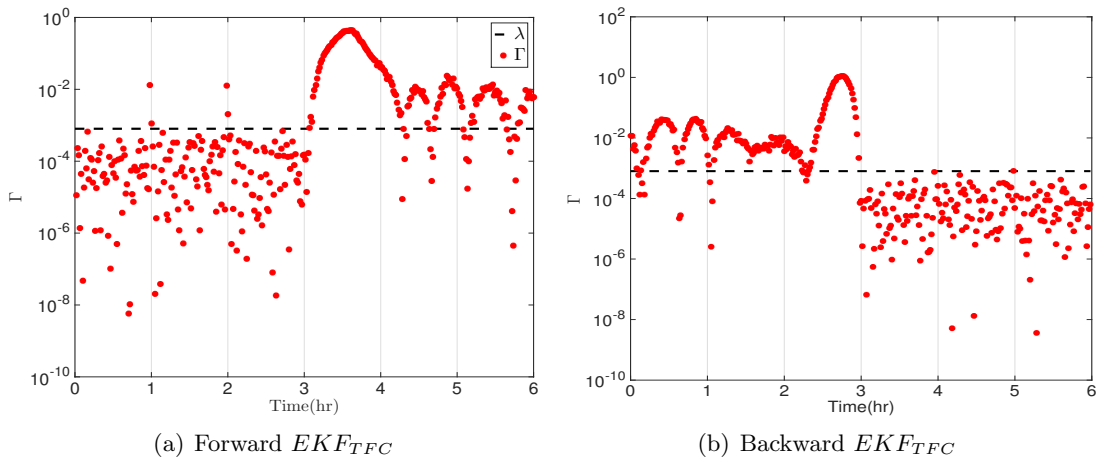 10^0
10^-2
10^-4
10^-6
10^-8
10^-10
Γ
λ
Γ
0 1 2 3 4 5 6
Time(hr)
(a) Forward EKF_TFC
10^2
10^0
10^-2
10^-4
10^-6
10^-8
10^-10
Γ
0 1 2 3 4 5 6
Time(hr)
(b) Backward EKF_TFC